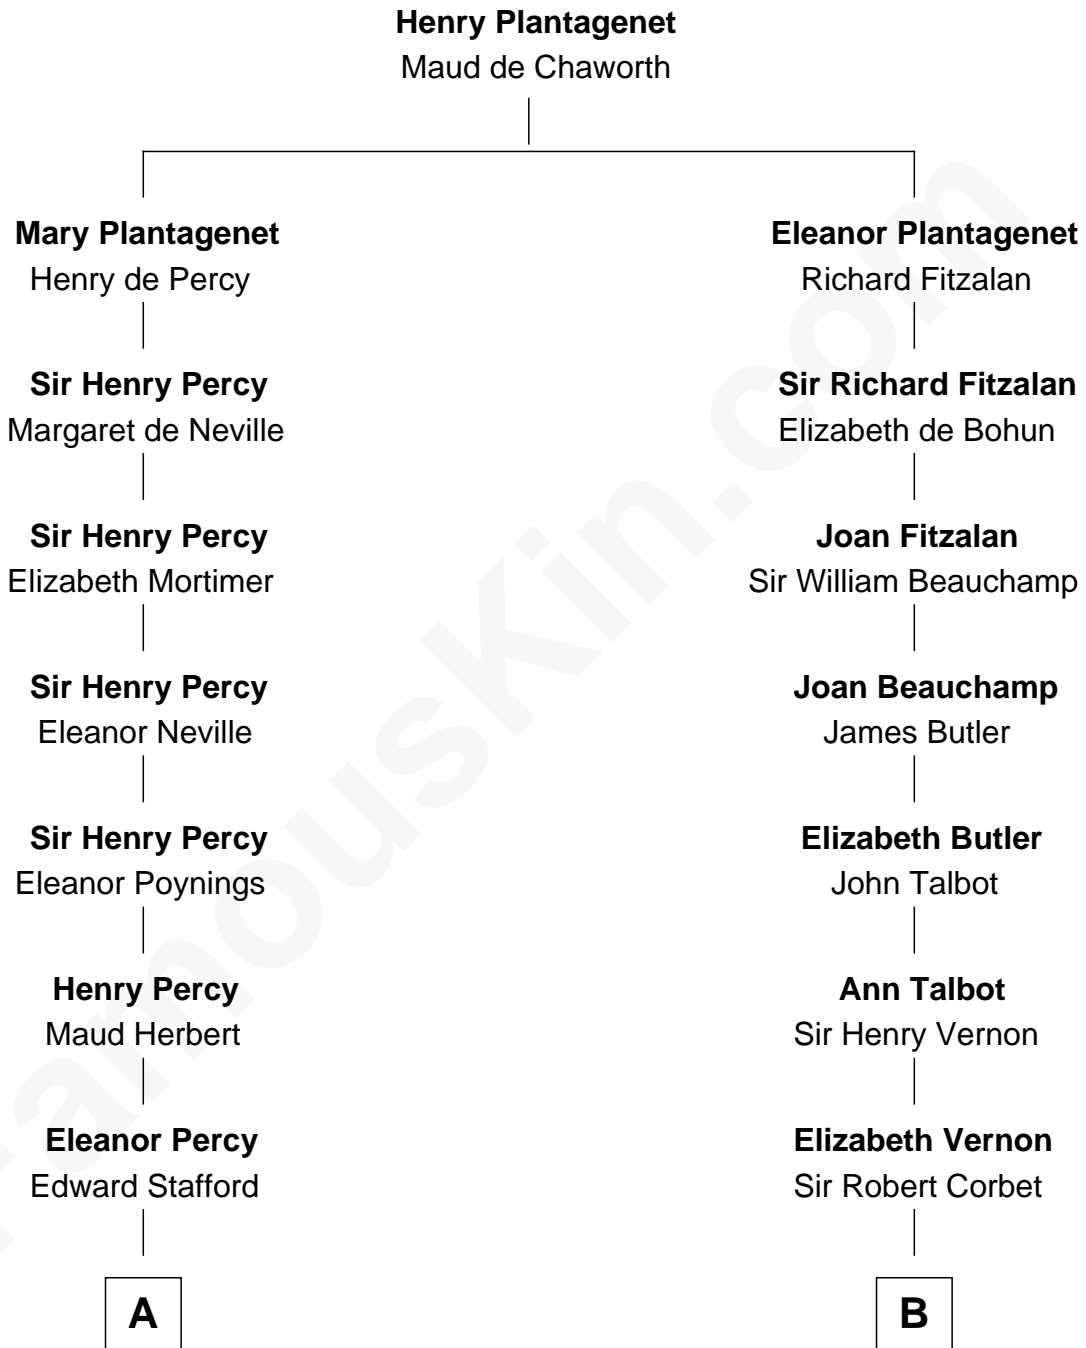 Henry Plantagenet
Maud de Chaworth
Mary Plantagenet
Henry de Percy
Eleanor Plantagenet
Richard Fitzalan
Sir Henry Percy
Margaret de Neville
Sir Richard Fitzalan
Elizabeth de Bohun
Sir Henry Percy
Elizabeth Mortimer
Joan Fitzalan
Sir William Beauchamp
Sir Henry Percy
Eleanor Neville
Joan Beauchamp
James Butler
Sir Henry Percy
Eleanor Poynings
Elizabeth Butler
John Talbot
Henry Percy
Maud Herbert
Ann Talbot
Sir Henry Vernon
Eleanor Percy
Edward Stafford
Elizabeth Vernon
Sir Robert Corbet
A
B
FamousKin.com